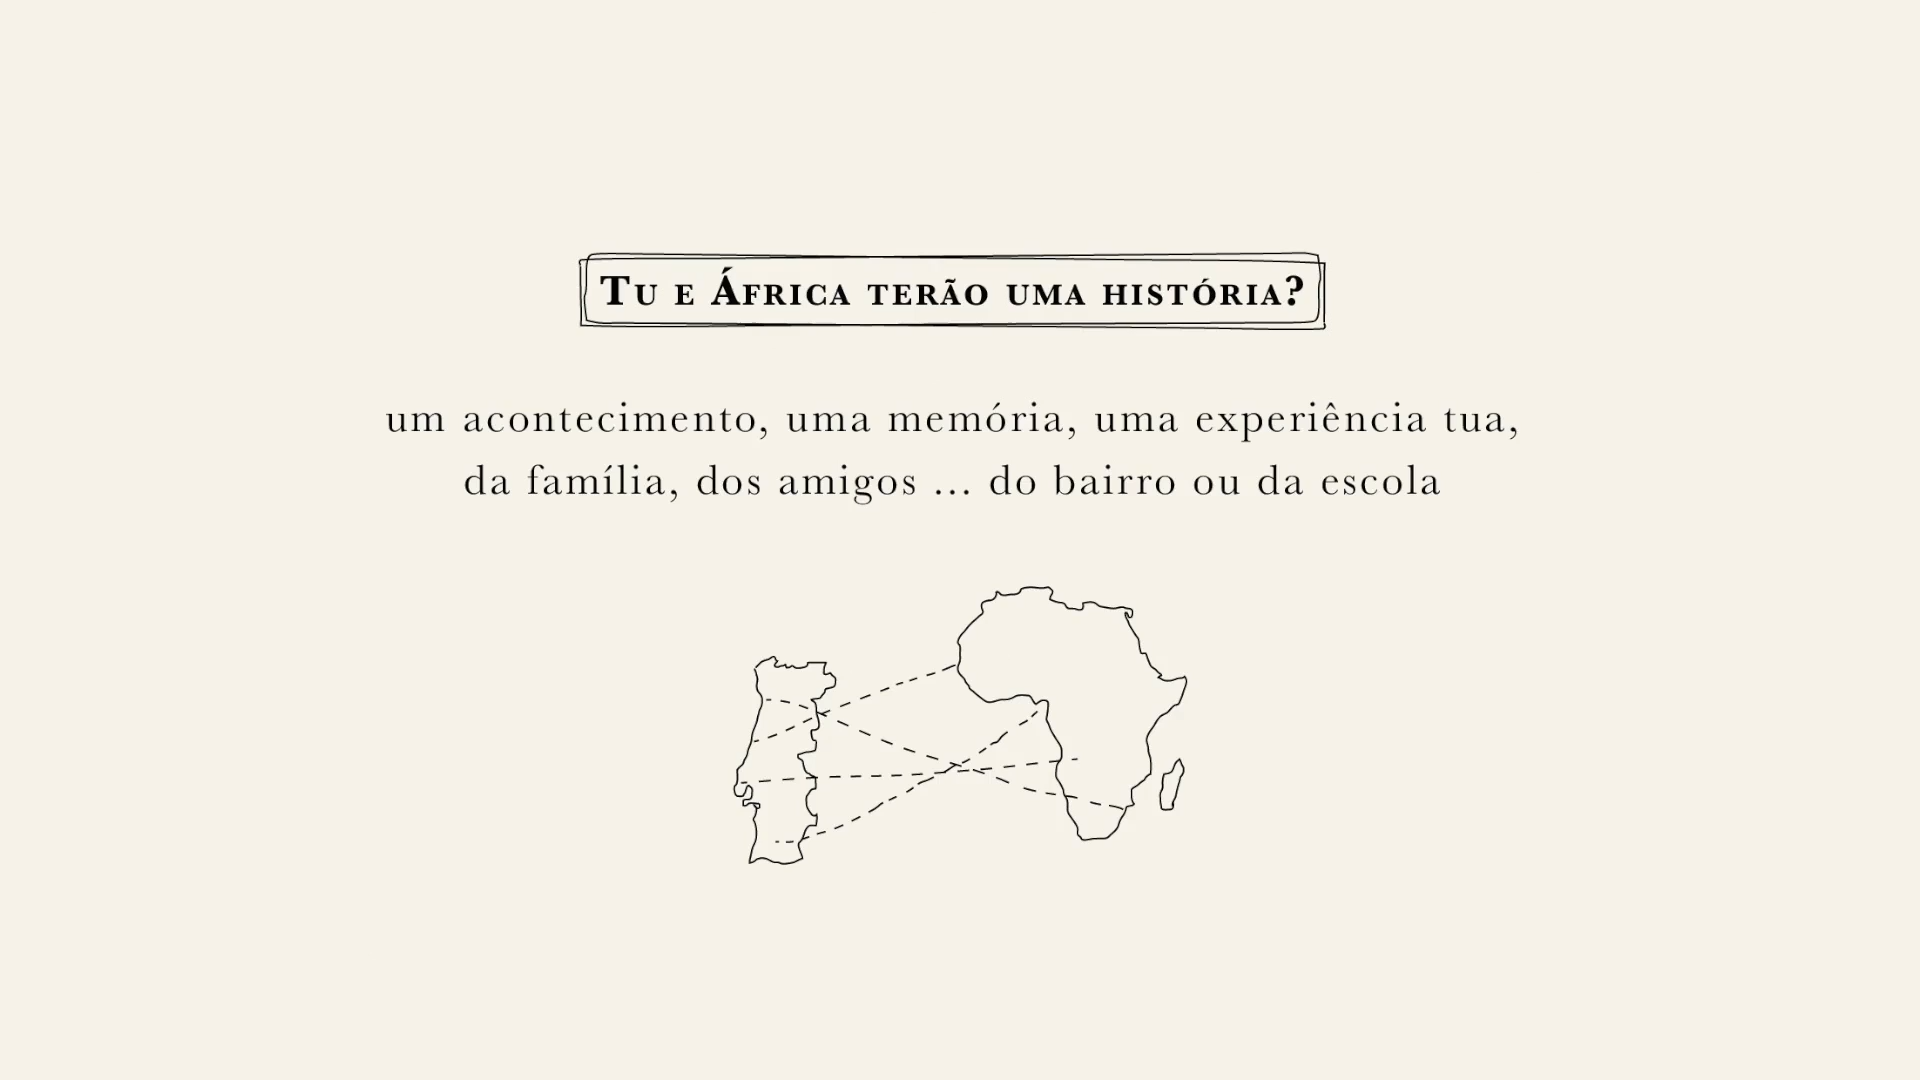 Tu e África terão uma história?
um acontecimento, uma memória, uma experiência tua,
da família, dos amigos ... do bairro ou da escola